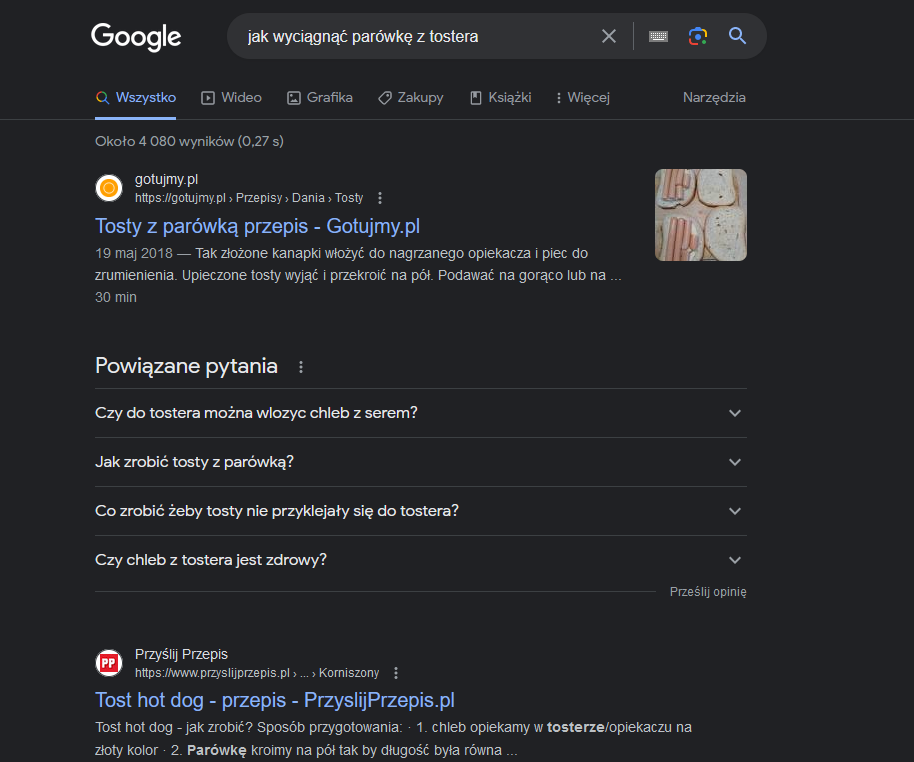 Google
jak wyciągnąć parówkę z tostera
Wszystko Wideo Grafika Zakupy Książki Więcej Narzędzia
Około 4 080 wyników (0,27 s)
gotujmy.pl
https://gotujmy.pl › Przepisy › Dania › Tosty
Tosty z parówką przepis - Gotujmy.pl
19 maj 2018 — Tak złożone kanapki włożyć do nagrzanego opiekacza i piec do
zrumienienia. Upieczone tosty wyjąć i przekroić na pół. Podawać na gorąco lub na ...
30 min
Powiązane pytania
Czy do tostera można wlozyc chleb z serem?
Jak zrobić tosty z parówką?
Co zrobić żeby tosty nie przyklejały się do tostera?
Czy chleb z tostera jest zdrowy?
Prześlij opinię
PP
Przyślij Przepis
https://www.przyslijprzepis.pl › ... › Korniszony
Tost hot dog - przepis - PrzyslijPrzepis.pl
Tost hot dog - jak zrobić? Sposób przygotowania: · 1. chleb opiekamy w tosterze/opiekaczu na
złoty kolor · 2. Parówkę kroimy na pół tak by długość była równa ...